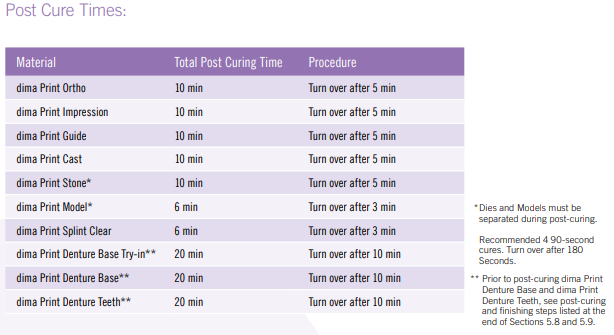 Post Cure Times:
Material Total Post Curing Time Procedure
dima Print Ortho 10 min Turn over after 5 min
dima Print Impression 10 min Turn over after 5 min
dima Print Guide 10 min Turn over after 5 min
dima Print Cast 10 min Turn over after 5 min
dima Print Stone* 10 min Turn over after 5 min
dima Print Model* 6 min Turn over after 3 min
dima Print Splint Clear 6 min Turn over after 3 min
dima Print Denture Base Try-in** 20 min Turn over after 10 min
dima Print Denture Base** 20 min Turn over after 10 min
dima Print Denture Teeth** 20 min Turn over after 10 min
*Dies and Models must be
separated during post-curing.
Recommended 4 90-second
cures. Turn over after 180
Seconds.
** Prior to post-curing dima Print
Denture Base and dima Print
Denture Teeth, see post-curing
and finishing steps listed at the
end of Sections 5.8 and 5.9.